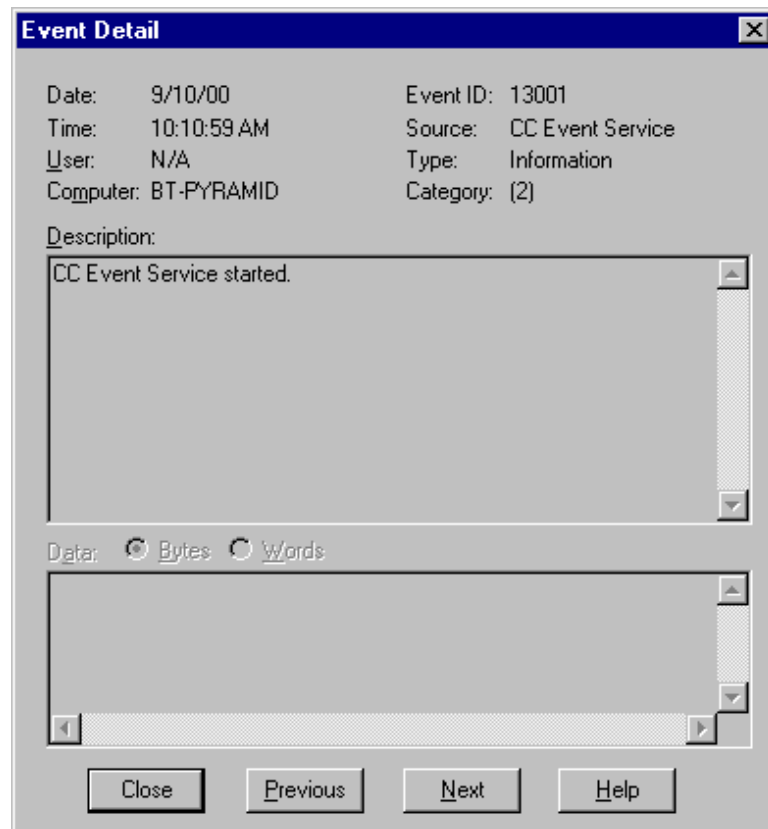 Event Detail
Date: 9/10/00 Event ID: 13001
Time: 10:10:59 AM Source: CC Event Service
User: N/A Type: Information
Computer: BT-PYRAMID Category: (2)
Description:
CC Event Service started.
Data: Bytes Words
Close Previous Next Help